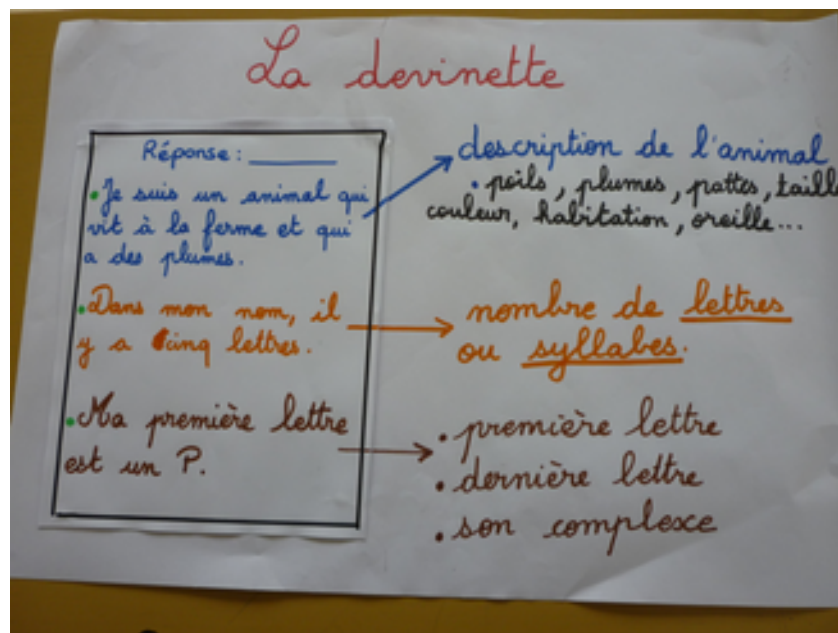 La devinette
Réponse :
• Je suis un animal qui
vit à la ferme et qui
a des plumes.
• Dans mon nom, il
y a cinq lettres.
• Ma première lettre
est un P.
description de l'animal
• poils, plumes, pattes, taill
couleur, habitation, oreille...
nombre de lettres
ou syllabes.
• première lettre
• dernière lettre
• son complexe